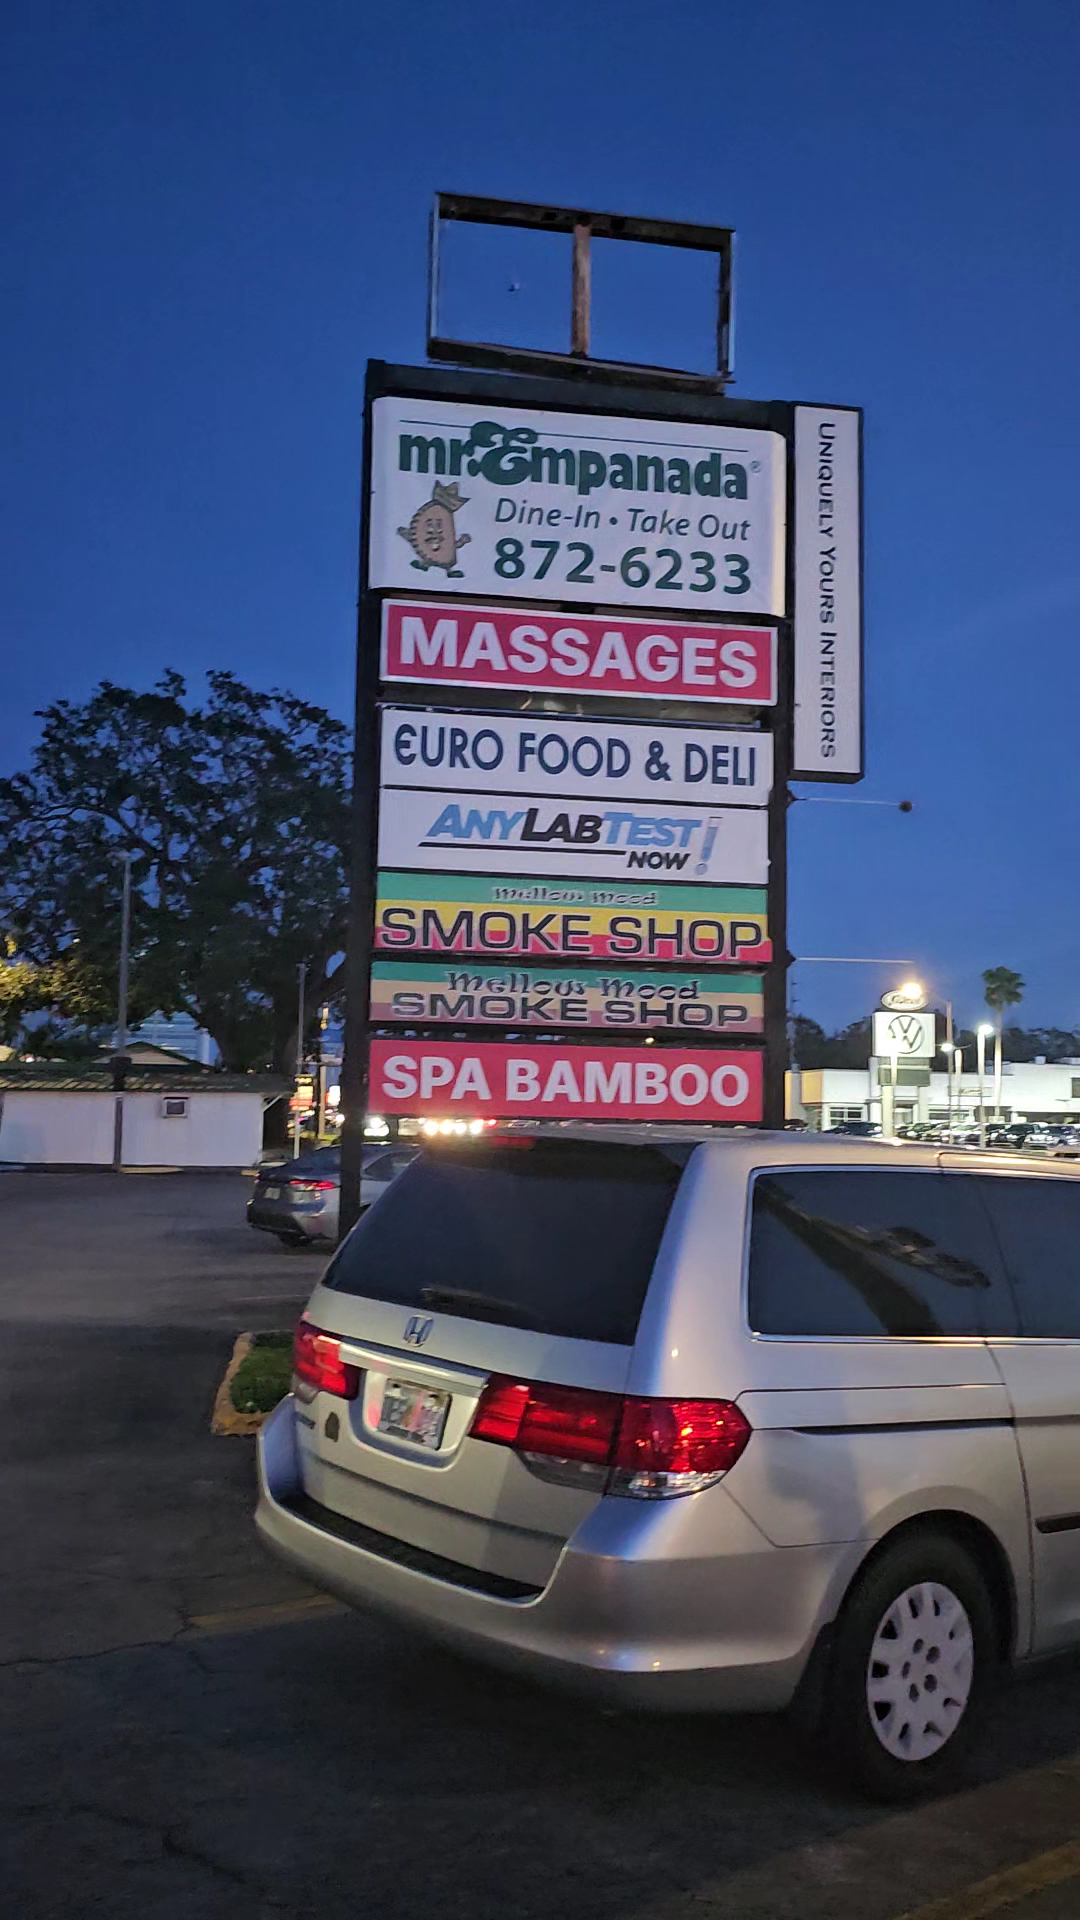 mr. Empanada®
Dine-In • Take Out
872-6233
UNIQUELY YOURS INTERIORS
MASSAGES
€URO FOOD & DELI
ANYLABTEST!
NOW
mellow mood
SMOKE SHOP
Mellow Mood
SMOKE SHOP
SPA BAMBOO